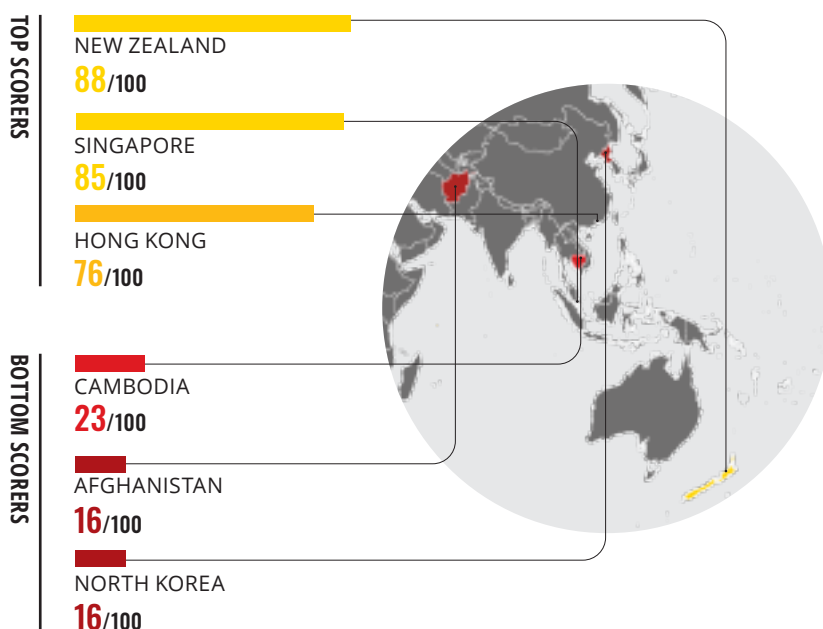 TOP SCORERS
NEW ZEALAND
88/100
SINGAPORE
85/100
HONG KONG
76/100
BOTTOM SCORERS
CAMBODIA
23/100
AFGHANISTAN
16/100
NORTH KOREA
16/100